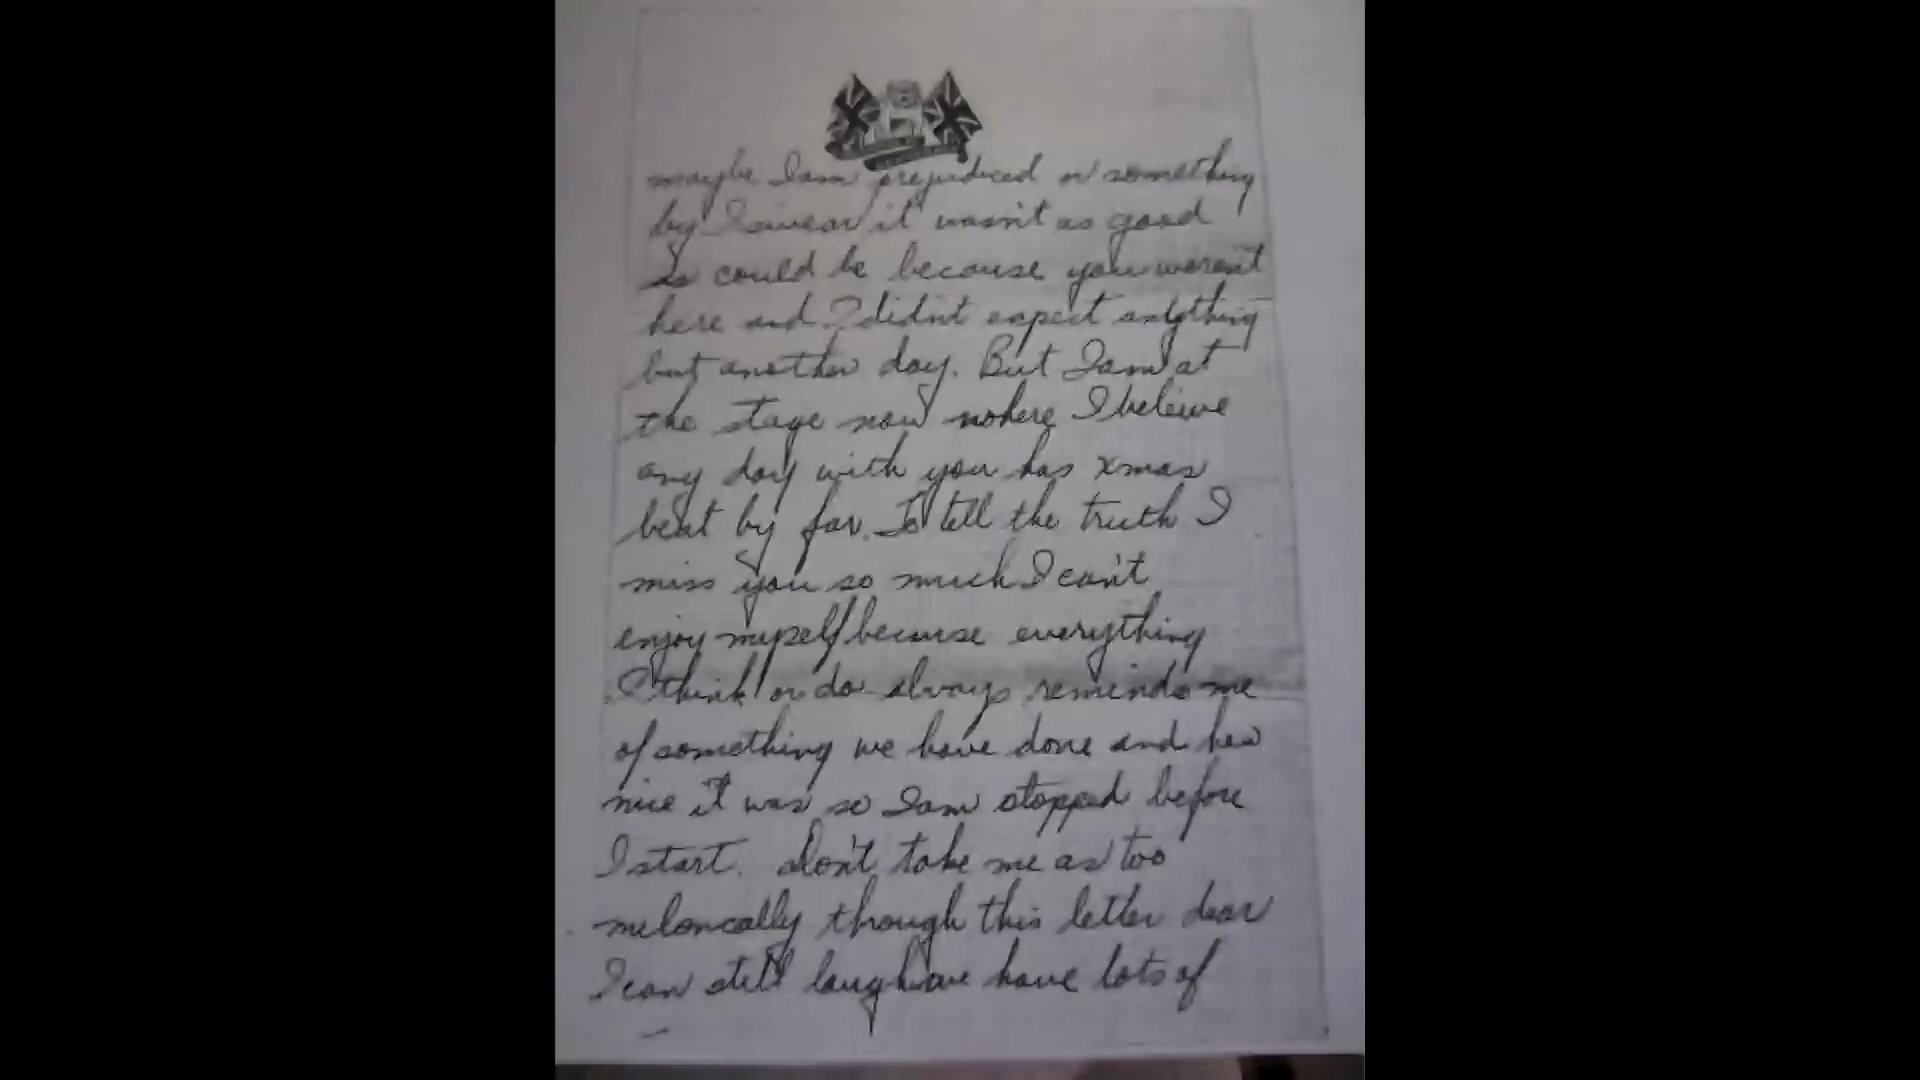 maybe I am prejudiced or something
by I swear it wasn't as good
as could be because you weren't
here and I didn't expect anything
but another day. But I am at
the stage now where I beleive
any day with you has xmas
beat by far. To tell the truth I
miss you so much I can't
enjoy myself because everything
I think or do always reminds me
of something we have done and how
nice it was so I am stopped before
I start. Don't take me as too
meloncally through this letter dear
I can still laugh we have lots of